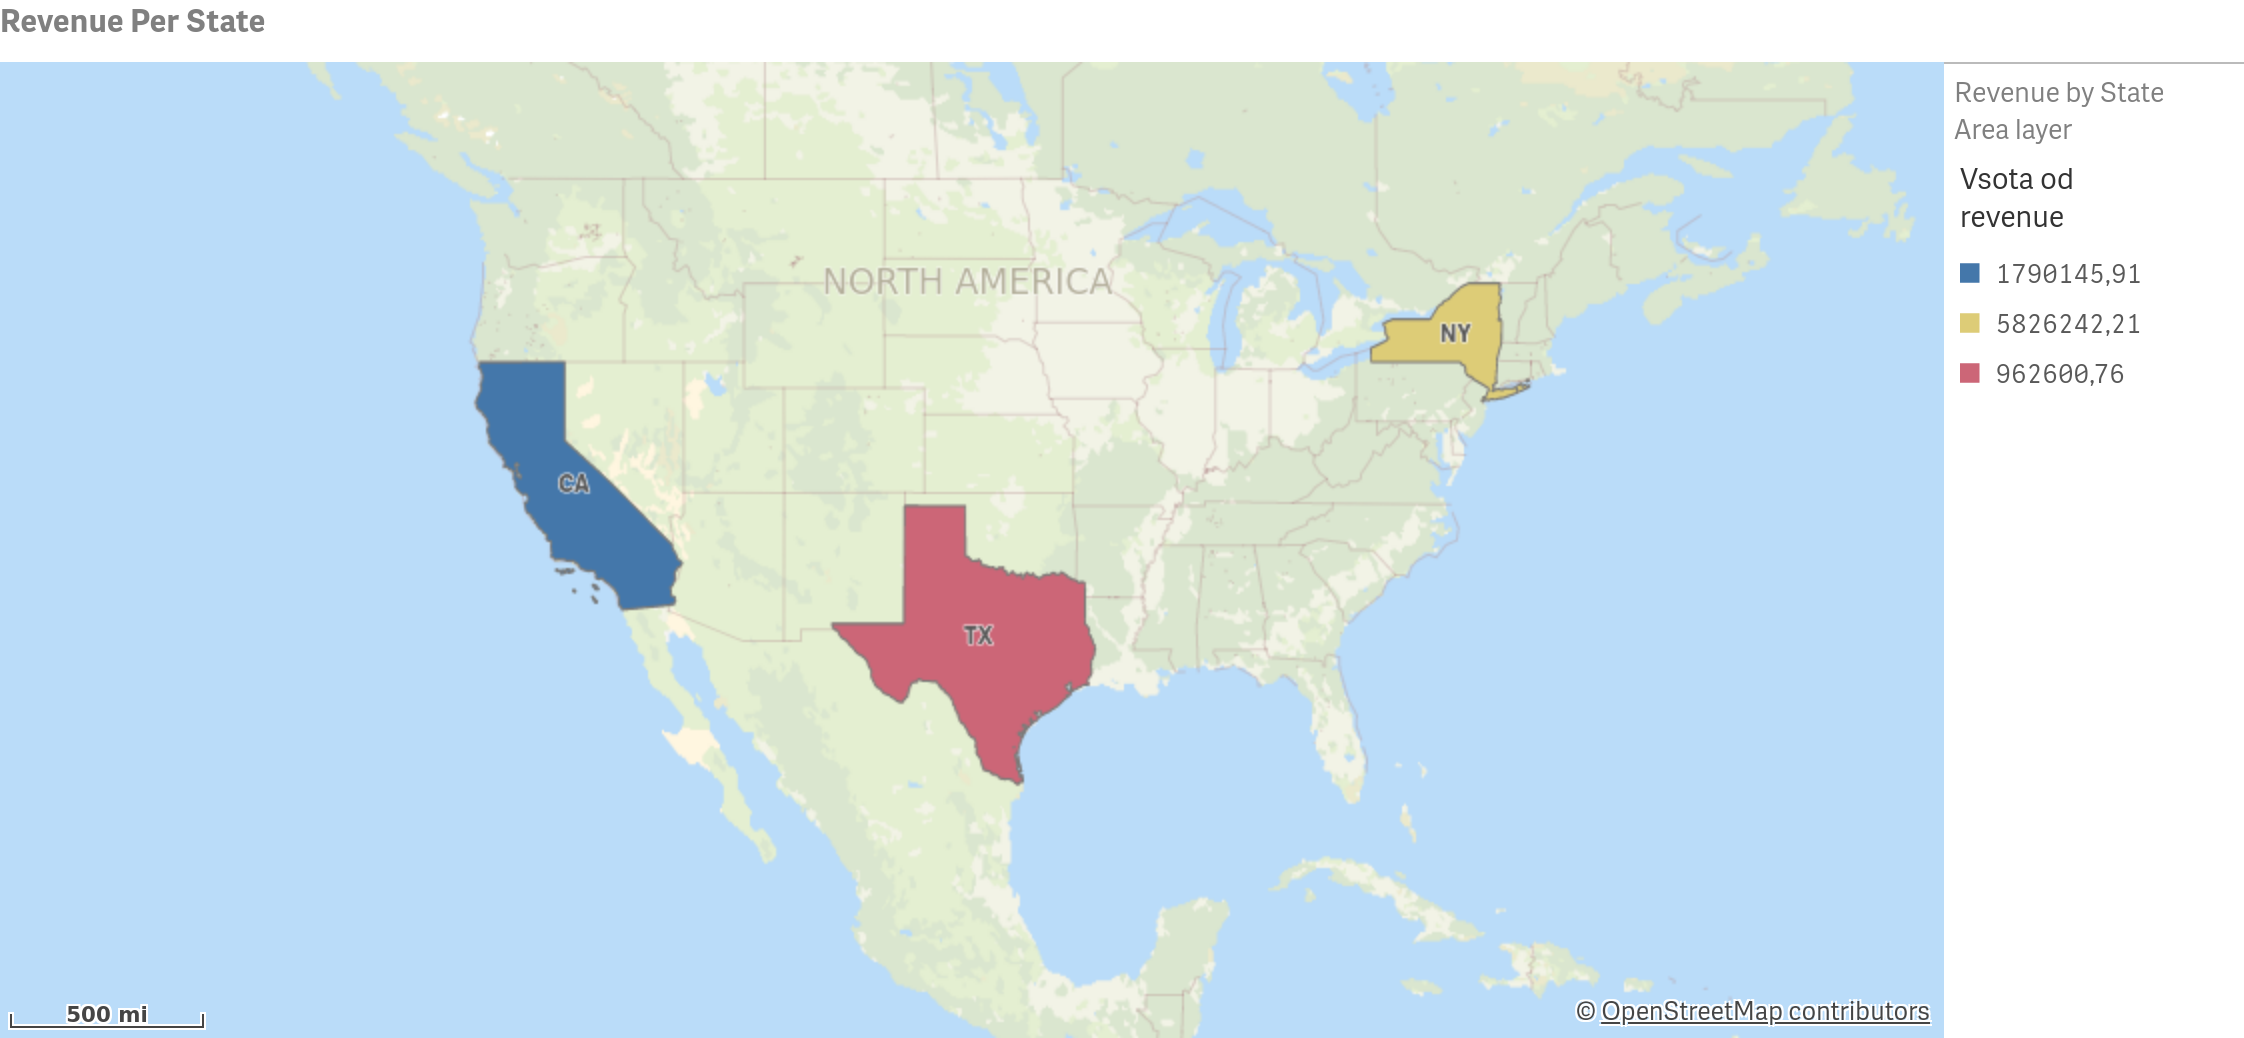 Revenue Per State
Revenue by State
Area layer
Vsota od
revenue
1790145,91
5826242,21
962600,76
NORTH AMERICA
NY
CA
TX
500 mi
© OpenStreetMap contributors